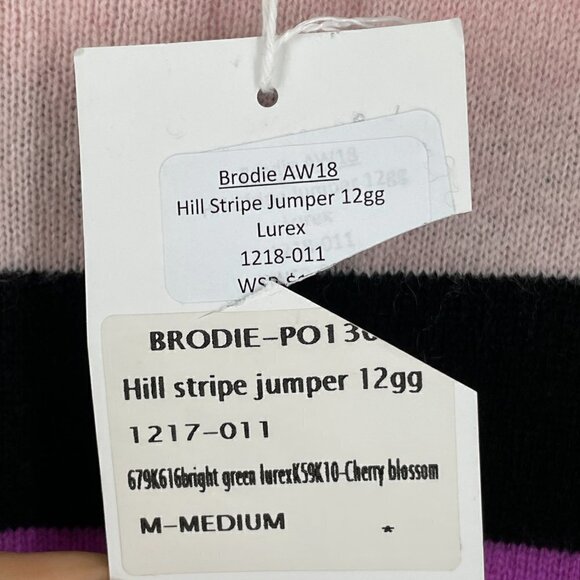 Brodie AW18
Hill Stripe Jumper 12gg
Lurex
1218-011
WSP
BRODIE-PO13
Hill stripe jumper 12gg
1217-011
679K616bright green lurexK59K10-Cherry blossom
M-MEDIUM *